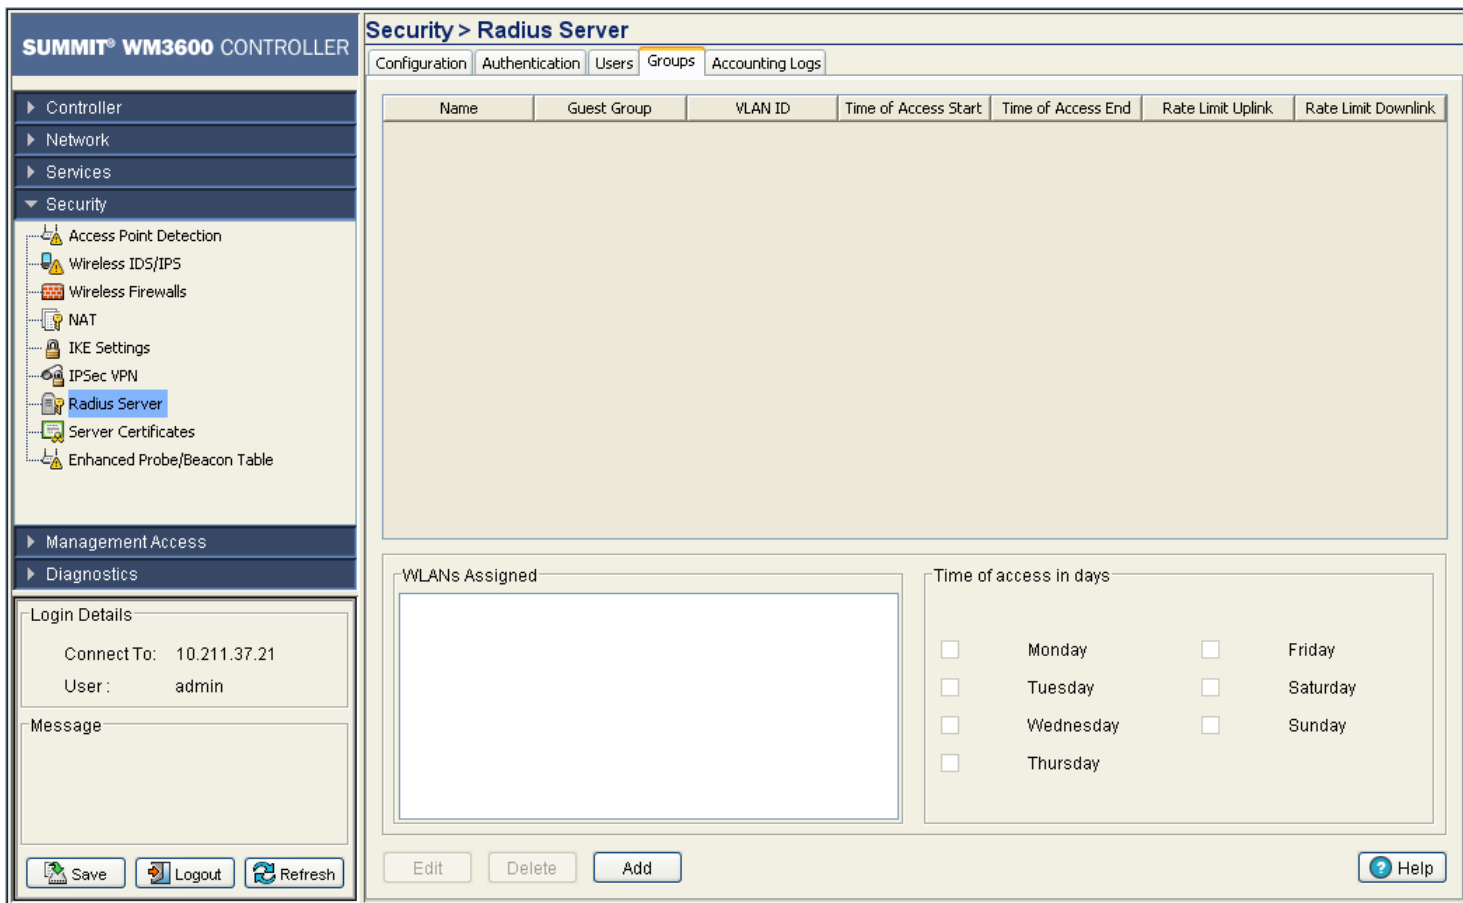 SUMMIT® WM3600 CONTROLLER
Controller
Network
Services
Security
Access Point Detection
Wireless IDS/IPS
Wireless Firewalls
NAT
IKE Settings
IPSec VPN
Radius Server
Server Certificates
Enhanced Probe/Beacon Table
Management Access
Diagnostics
Login Details
Connect To: 10.211.37.21
User : admin
Message
Save Logout Refresh
Security > Radius Server
Configuration Authentication Users Groups Accounting Logs
Name Guest Group VLAN ID Time of Access Start Time of Access End Rate Limit Uplink Rate Limit Downlink
WLANs Assigned
Time of access in days
Monday Friday
Tuesday Saturday
Wednesday Sunday
Thursday
Edit Delete Add ? Help